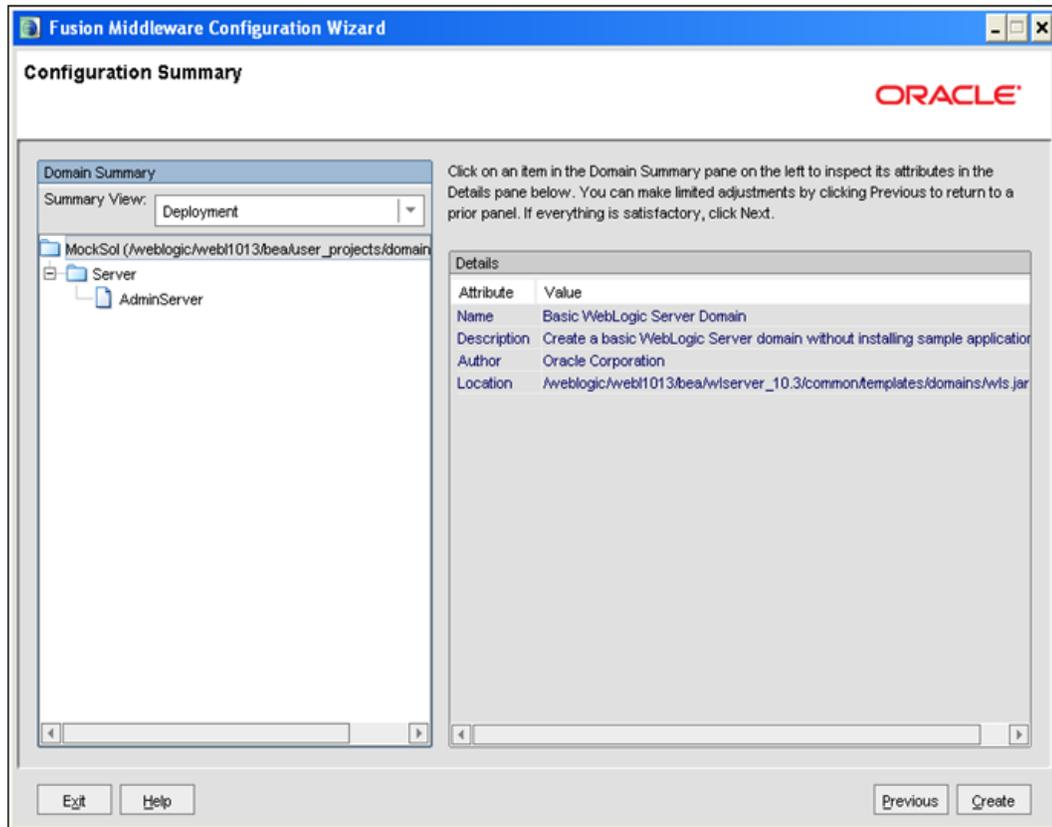 Fusion Middleware Configuration Wizard
Configuration Summary
ORACLE
Domain Summary
Summary View:
Deployment
MockSol (/weblogic/webl1013/bea/user_projects/domain
Server
AdminServer
Click on an item in the Domain Summary pane on the left to inspect its attributes in the
Details pane below. You can make limited adjustments by clicking Previous to return to a
prior panel. If everything is satisfactory, click Next.
Details
Attribute Value
Name Basic WebLogic Server Domain
Description Create a basic WebLogic Server domain without installing sample application
Author Oracle Corporation
Location /weblogic/webl1013/bea/wlserver_10.3/common/templates/domains/wls.jar
Exit
Help
Previous
Create